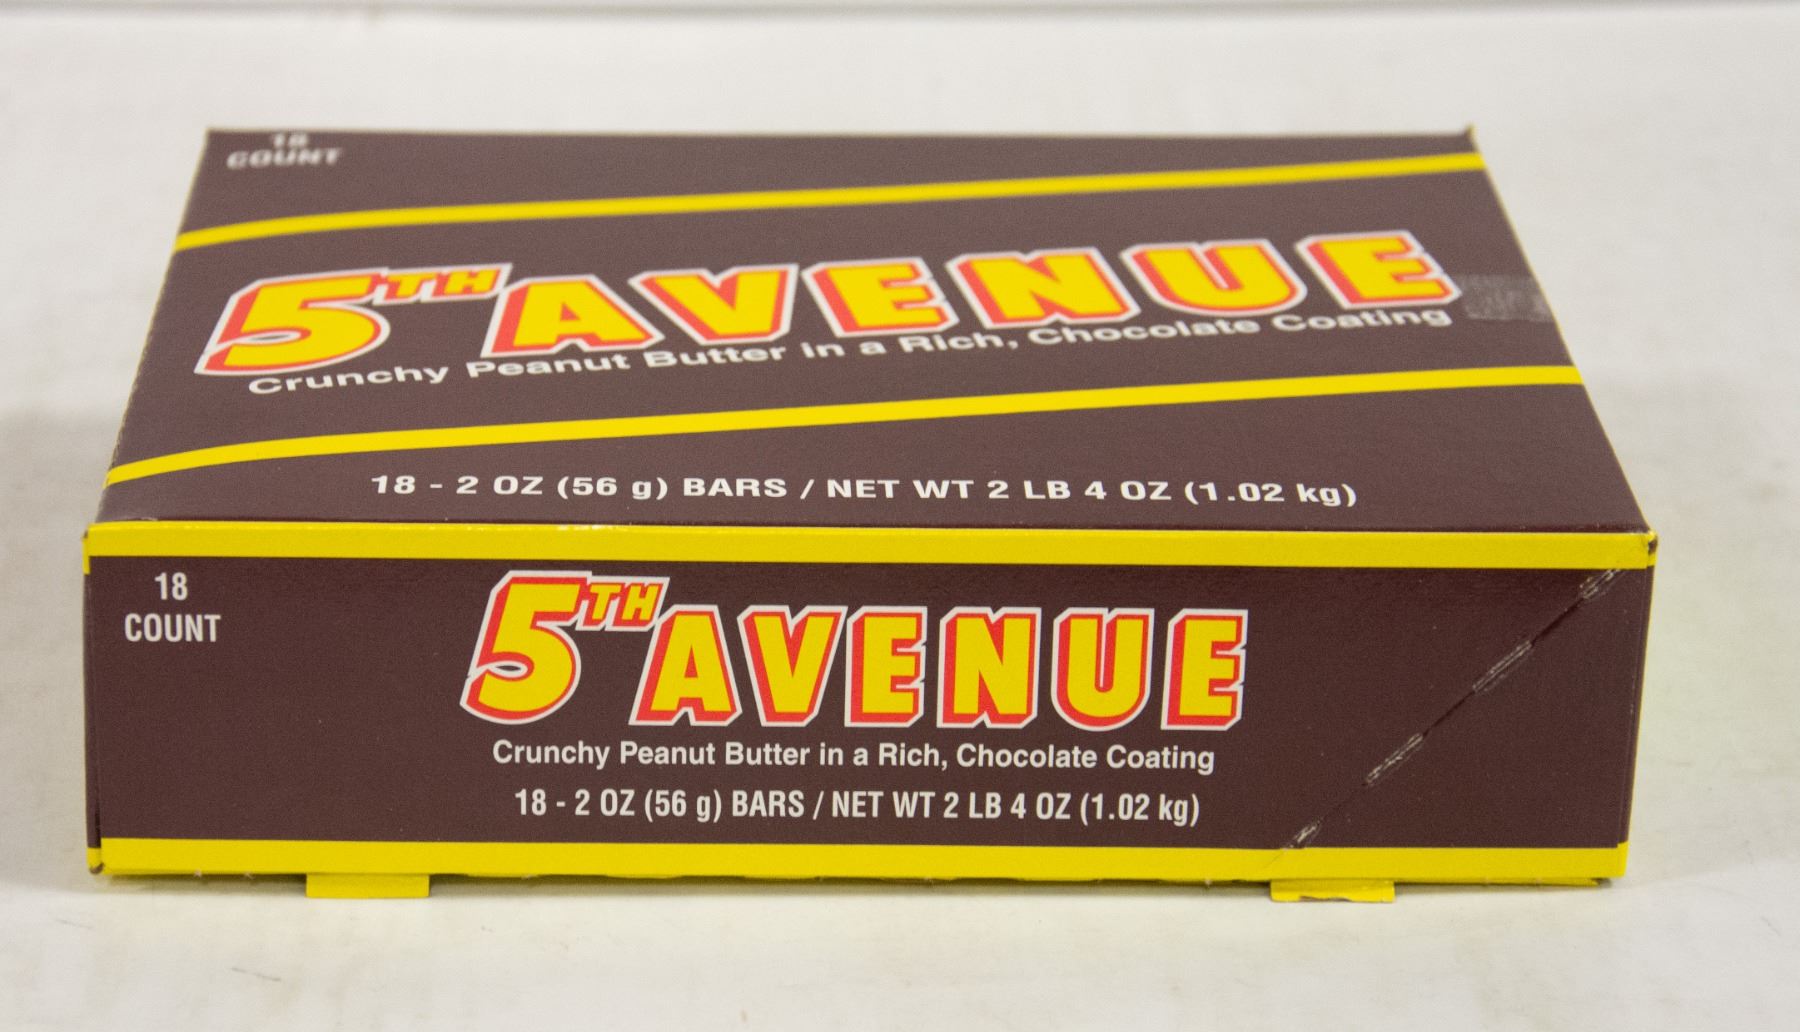 18
COUNT
5TH AVENUE
Crunchy Peanut Butter in a Rich, Chocolate Coating
18 - 2 OZ (56 g) BARS / NET WT 2 LB 4 OZ (1.02 kg)
18
COUNT
5TH AVENUE
Crunchy Peanut Butter in a Rich, Chocolate Coating
18 - 2 OZ (56 g) BARS / NET WT 2 LB 4 OZ (1.02 kg)